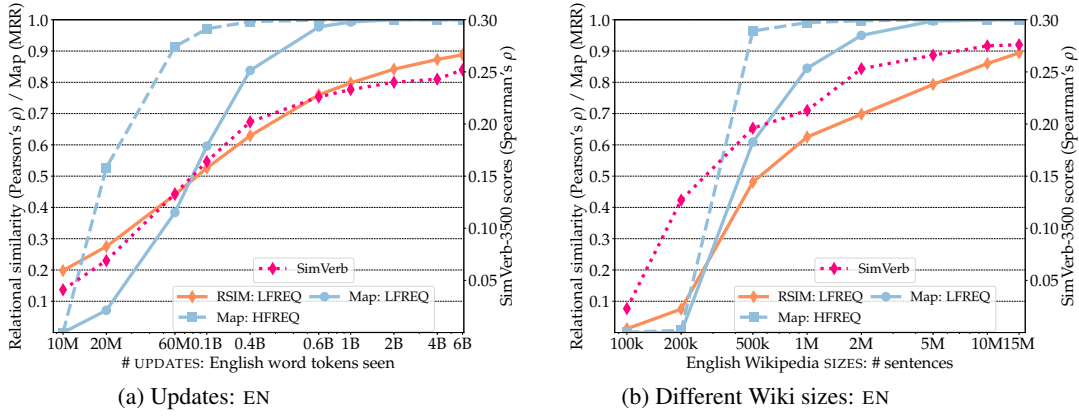 Relational similarity (Pearson's ρ) / Map (MRR)
1.0
0.9
0.8
0.7
0.6
0.5
0.4
0.3
0.2
0.1
0.30
0.25
0.20
0.15
0.10
0.05
SimVerb-3500 scores (Spearman's ρ)
SimVerb
RSIM: LFREQ
Map: LFREQ
Map: HFREQ
10M 20M 60M 0.1B 0.4B 0.6B 1B 2B 4B 6B
# UPDATES: English word tokens seen
(a) Updates: EN
Relational similarity (Pearson's ρ) / Map (MRR)
1.0
0.9
0.8
0.7
0.6
0.5
0.4
0.3
0.2
0.1
0.30
0.25
0.20
0.15
0.10
0.05
SimVerb-3500 scores (Spearman's ρ)
SimVerb
RSIM: LFREQ
Map: LFREQ
Map: HFREQ
100k 200k 500k 1M 2M 5M 10M 15M
English Wikipedia SIZES: # sentences
(b) Different Wiki sizes: EN